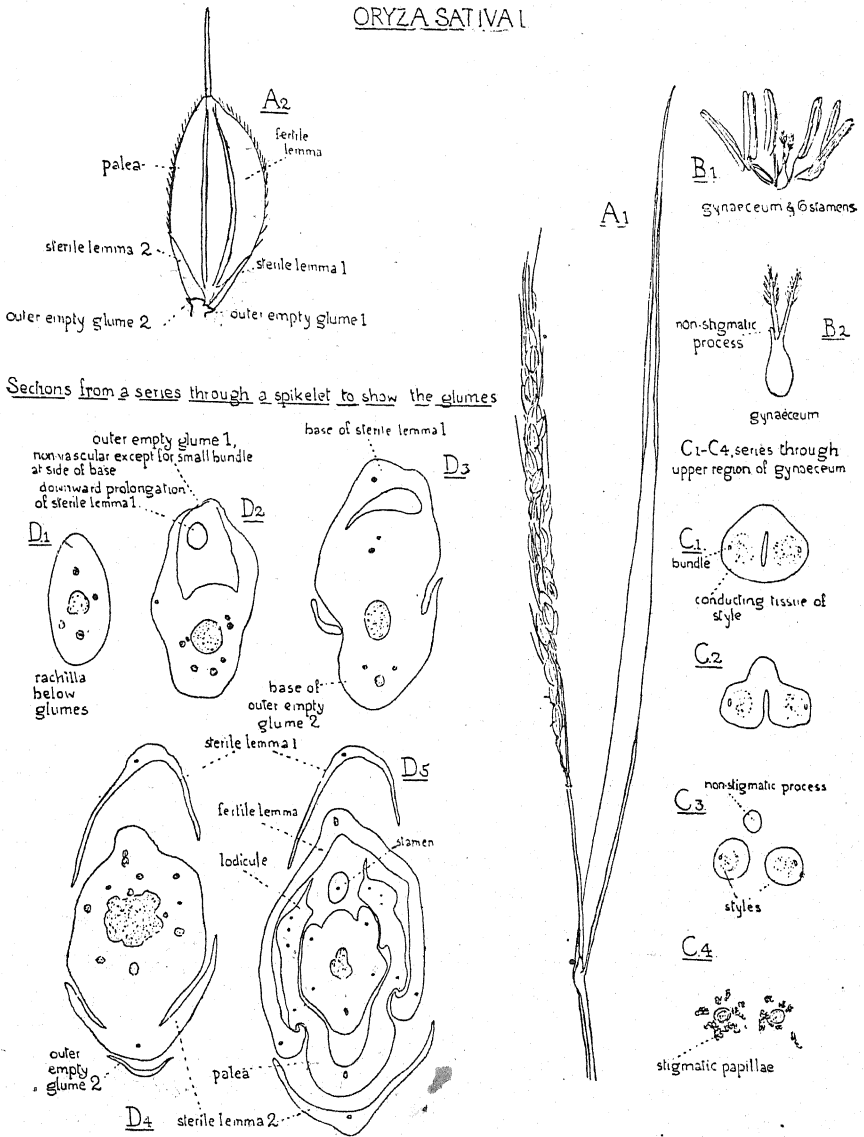 ORYZA SATIVA L
A2
fertile
lemma
palea
sterile lemma 2
sterile lemma 1
outer empty glume 2
outer empty glume 1
Sections from a series through a spikelet to show the glumes
outer empty glume 1,
non-vascular except for small bundle
at side of base
downward prolongation
of sterile lemma 1
D1
D2
base of sterile lemma 1
D3
rachilla
below
glumes
base of
outer empty
glume 2
sterile lemma 1
D5
fertile lemma
stamen
lodicule
outer
empty
glume 2
palea
D4
sterile lemma 2
A1
B1
gynaeceum & 6 stamens
non-stigmatic
process
B2
gynaeceum
C1-C4, series through
upper region of gynaeceum
C1
bundle
conducting tissue of
style
C2
non-stigmatic process
C3
styles
C4
stigmatic papillae